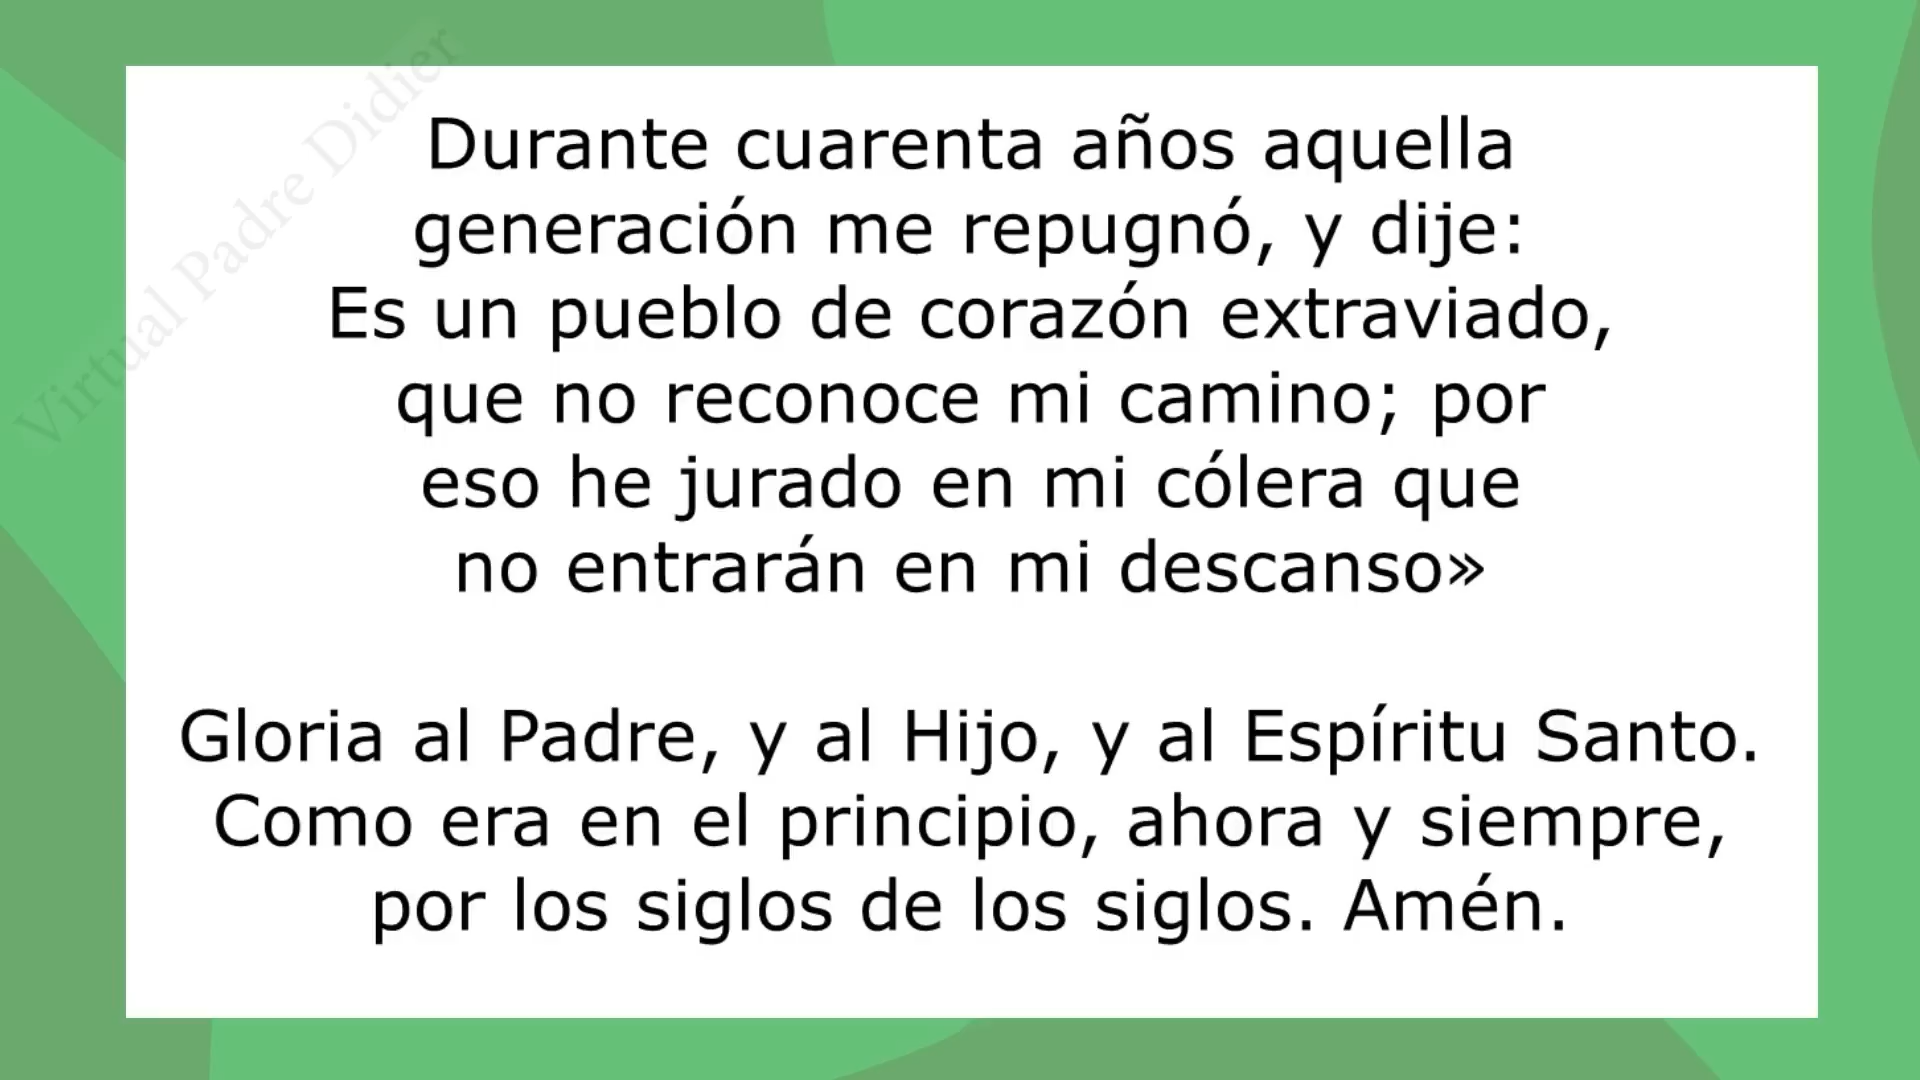 Virtual Padre Didier
Durante cuarenta años aquella
generación me repugnó, y dije:
Es un pueblo de corazón extraviado,
que no reconoce mi camino; por
eso he jurado en mi cólera que
no entrarán en mi descanso»
Gloria al Padre, y al Hijo, y al Espíritu Santo.
Como era en el principio, ahora y siempre,
por los siglos de los siglos. Amén.